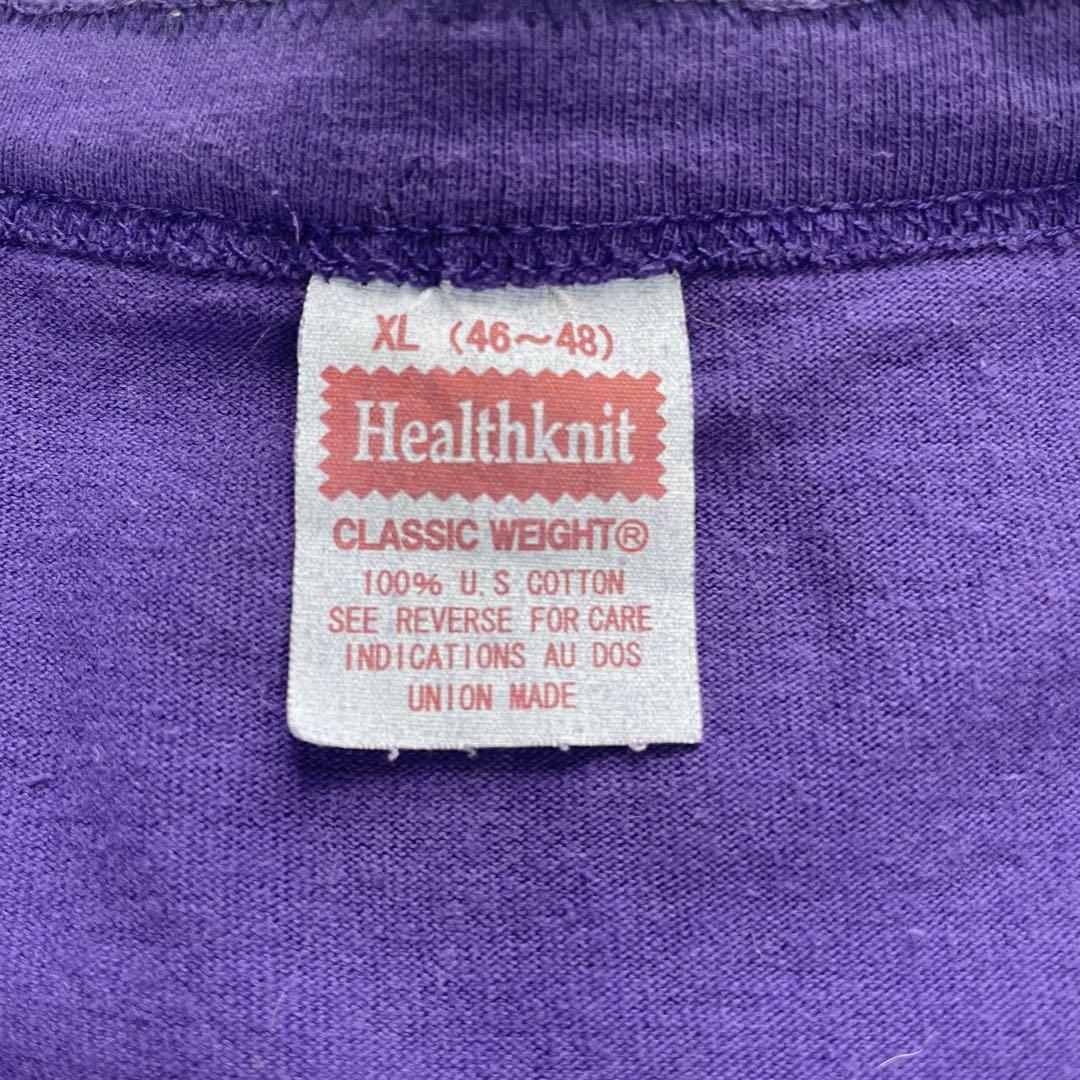 XL (46～48)
Healthknit
CLASSIC WEIGHT®
100% U.S COTTON
SEE REVERSE FOR CARE
INDICATIONS AU DOS
UNION MADE